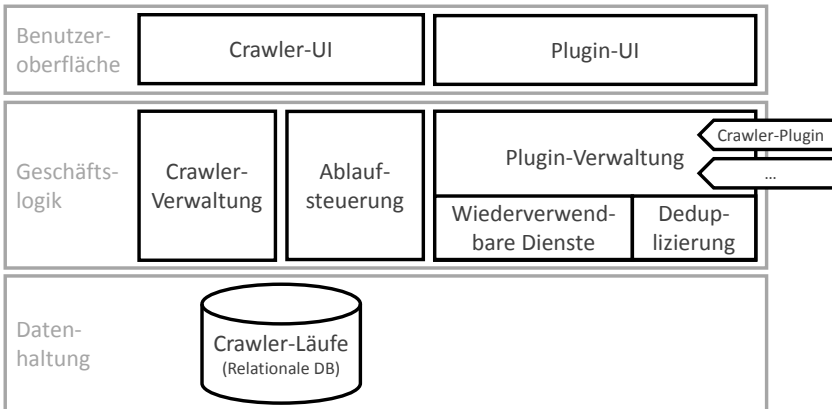 Benutzer-
oberfläche
Crawler-UI
Plugin-UI
Geschäfts-
logik
Crawler-
Verwaltung
Ablauf-
steuerung
Plugin-Verwaltung
Crawler-Plugin
...
Wiederverwend-
bare Dienste
Dedup-
lizierung
Daten-
haltung
Crawler-Läufe
(Relationale DB)